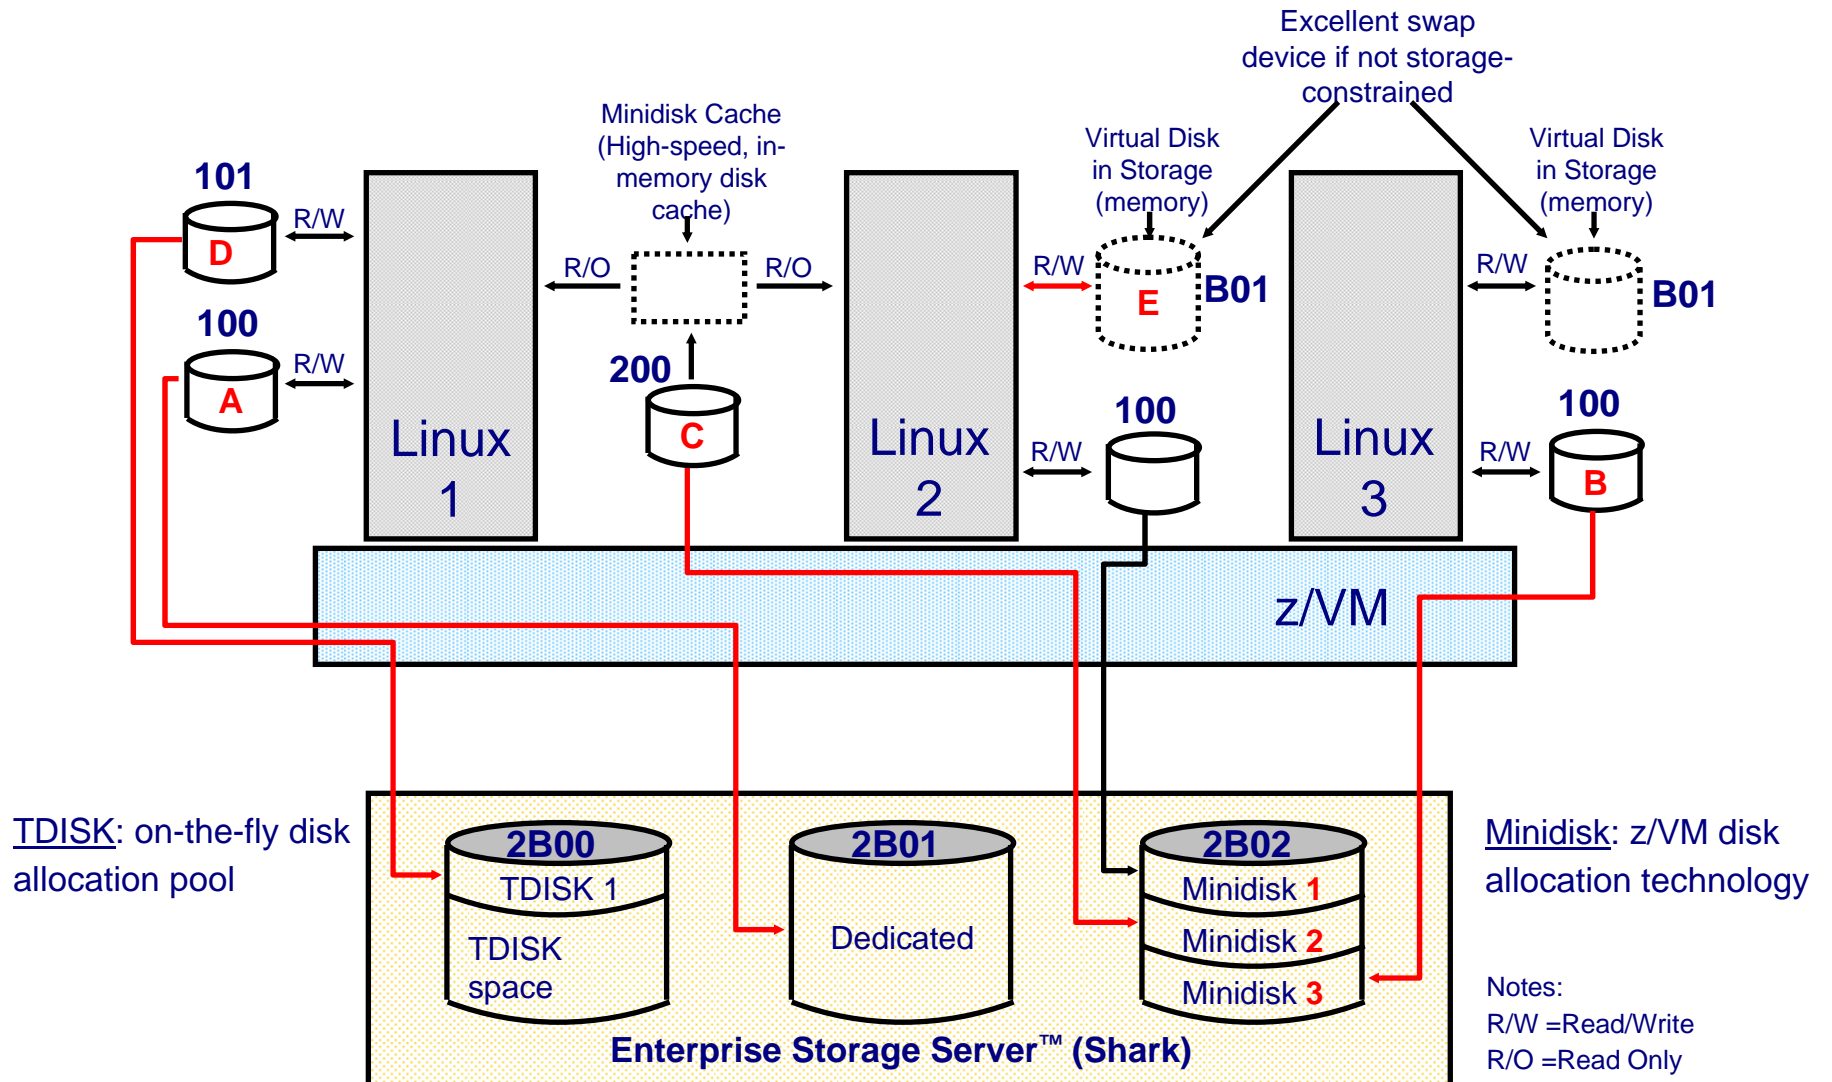 Excellent swap
device if not storage-
constrained
Minidisk Cache
(High-speed, in-
memory disk
cache)
Virtual Disk
in Storage
(memory)
Virtual Disk
in Storage
(memory)
101
R/W
D
R/O
R/O
R/W
E
B01
R/W
B01
100
R/W
A
200
C
100
R/W
100
R/W
B
Linux
1
Linux
2
Linux
3
z/VM
TDISK: on-the-fly disk
allocation pool
2B00
TDISK 1
TDISK
space
2B01
Dedicated
2B02
Minidisk 1
Minidisk 2
Minidisk 3
Minidisk: z/VM disk
allocation technology
Enterprise Storage Server™ (Shark)
Notes:
R/W =Read/Write
R/O =Read Only